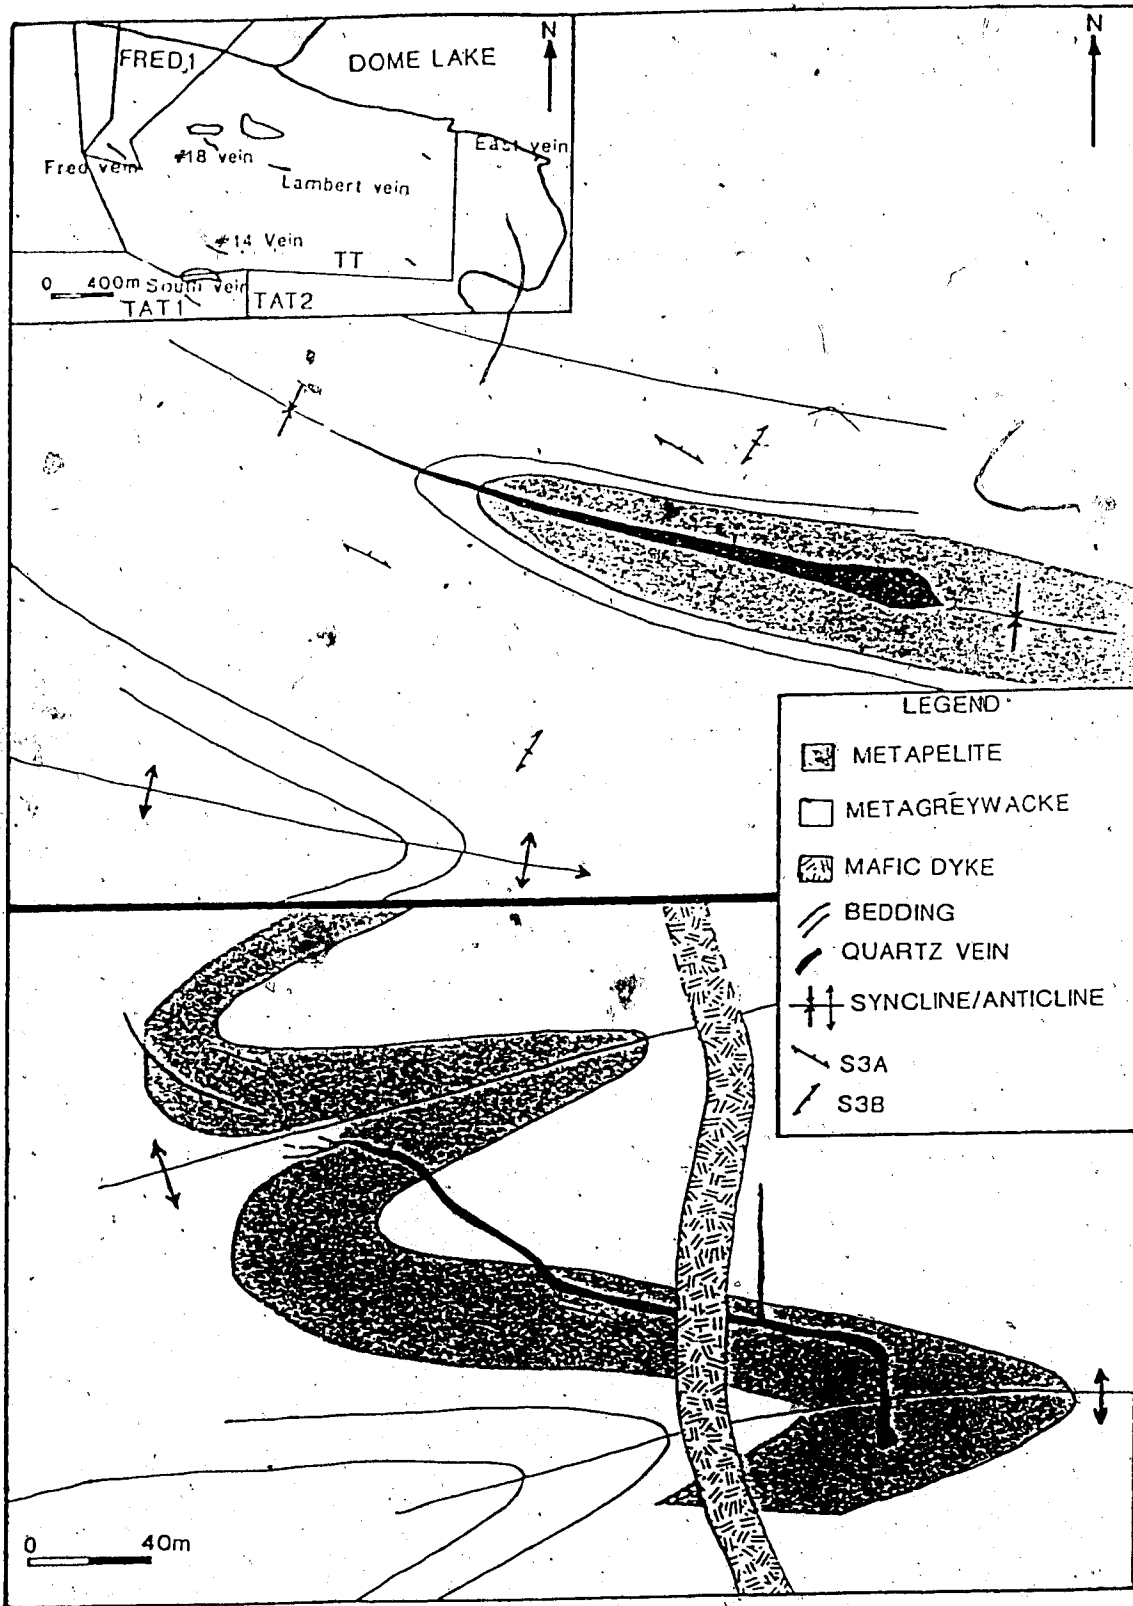 N
N
FRED 1
DOME LAKE
East vein
Fred vein
#18 vein
Lambert vein
#14 Vein
TT
0 400m South vein
TAT1 TAT2
LEGEND
METAPELITE
METAGREYWACKE
MAFIC DYKE
BEDDING
QUARTZ VEIN
SYNCLINE/ANTICLINE
S3A
S3B
0 40m